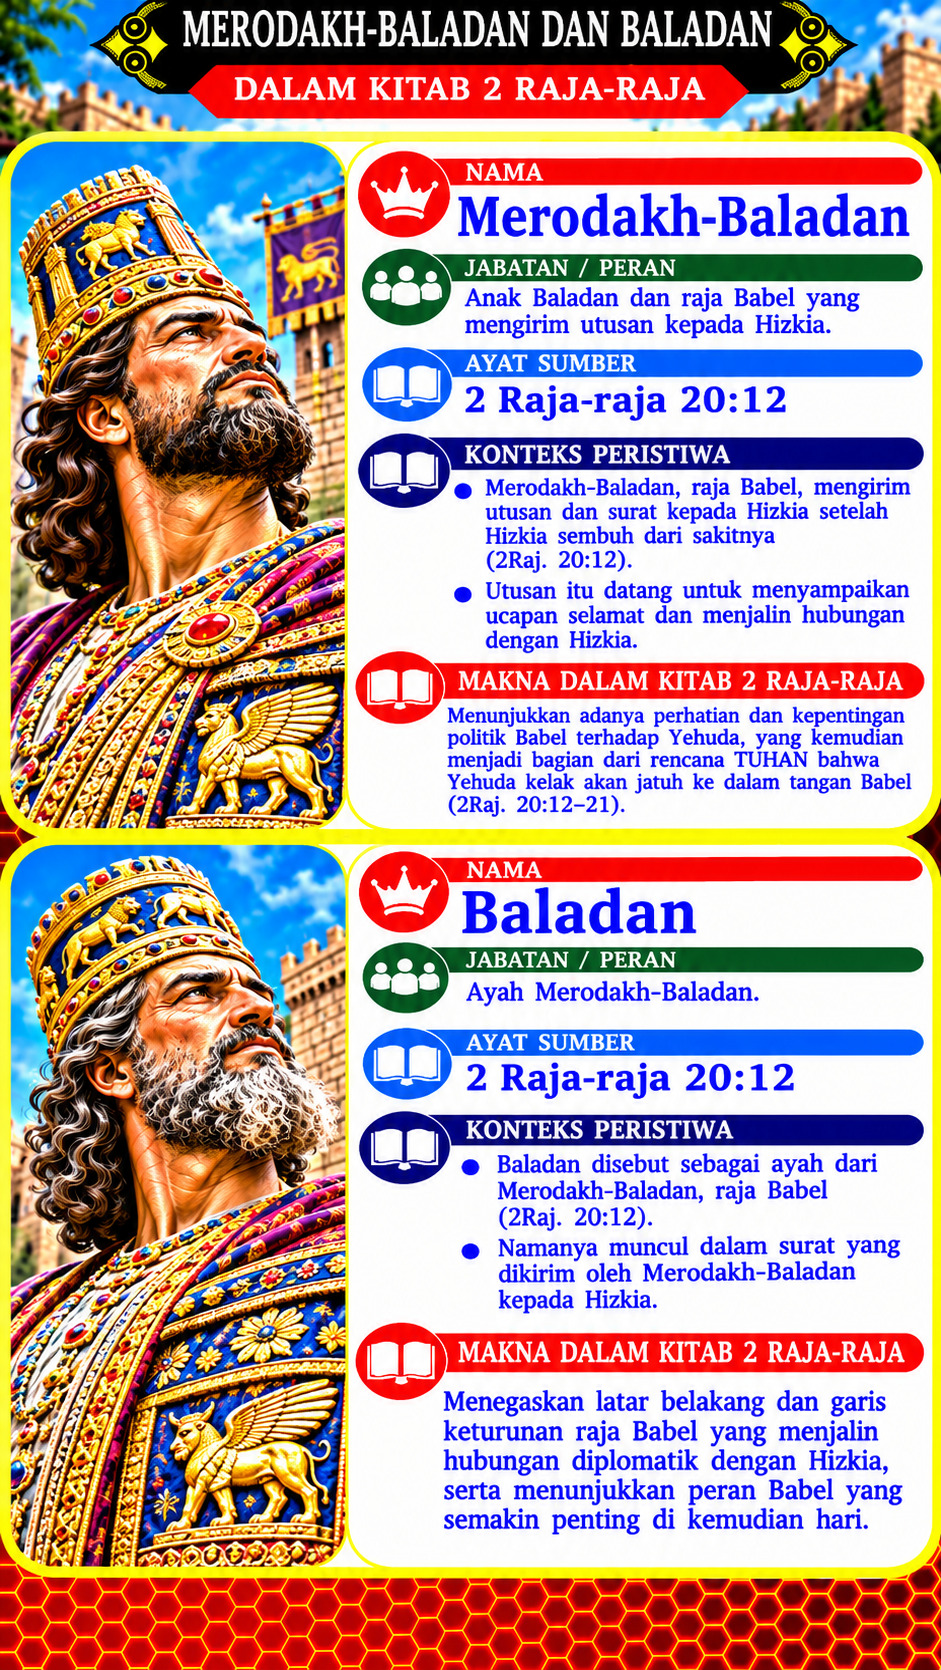 MERODAKH-BALADAN DAN BALADAN
DALAM KITAB 2 RAJA-RAJA
NAMA
Merodakh-Baladan
JABATAN / PERAN
Anak Baladan dan raja Babel yang
mengirim utusan kepada Hizkia.
AYAT SUMBER
2 Raja-raja 20:12
KONTEKS PERISTIWA
● Merodakh-Baladan, raja Babel, mengirim
utusan dan surat kepada Hizkia setelah
Hizkia sembuh dari sakitnya
(2Raj. 20:12).
● Utusan itu datang untuk menyampaikan
ucapan selamat dan menjalin hubungan
dengan Hizkia.
MAKNA DALAM KITAB 2 RAJA-RAJA
Menunjukkan adanya perhatian dan kepentingan
politik Babel terhadap Yehuda, yang kemudian
menjadi bagian dari rencana TUHAN bahwa
Yehuda kelak akan jatuh ke dalam tangan Babel
(2Raj. 20:12–21).
NAMA
Baladan
JABATAN / PERAN
Ayah Merodakh-Baladan.
AYAT SUMBER
2 Raja-raja 20:12
KONTEKS PERISTIWA
● Baladan disebut sebagai ayah dari
Merodakh-Baladan, raja Babel
(2Raj. 20:12).
● Namanya muncul dalam surat yang
dikirim oleh Merodakh-Baladan
kepada Hizkia.
MAKNA DALAM KITAB 2 RAJA-RAJA
Menegaskan latar belakang dan garis
keturunan raja Babel yang menjalin
hubungan diplomatik dengan Hizkia,
serta menunjukkan peran Babel yang
semakin penting di kemudian hari.